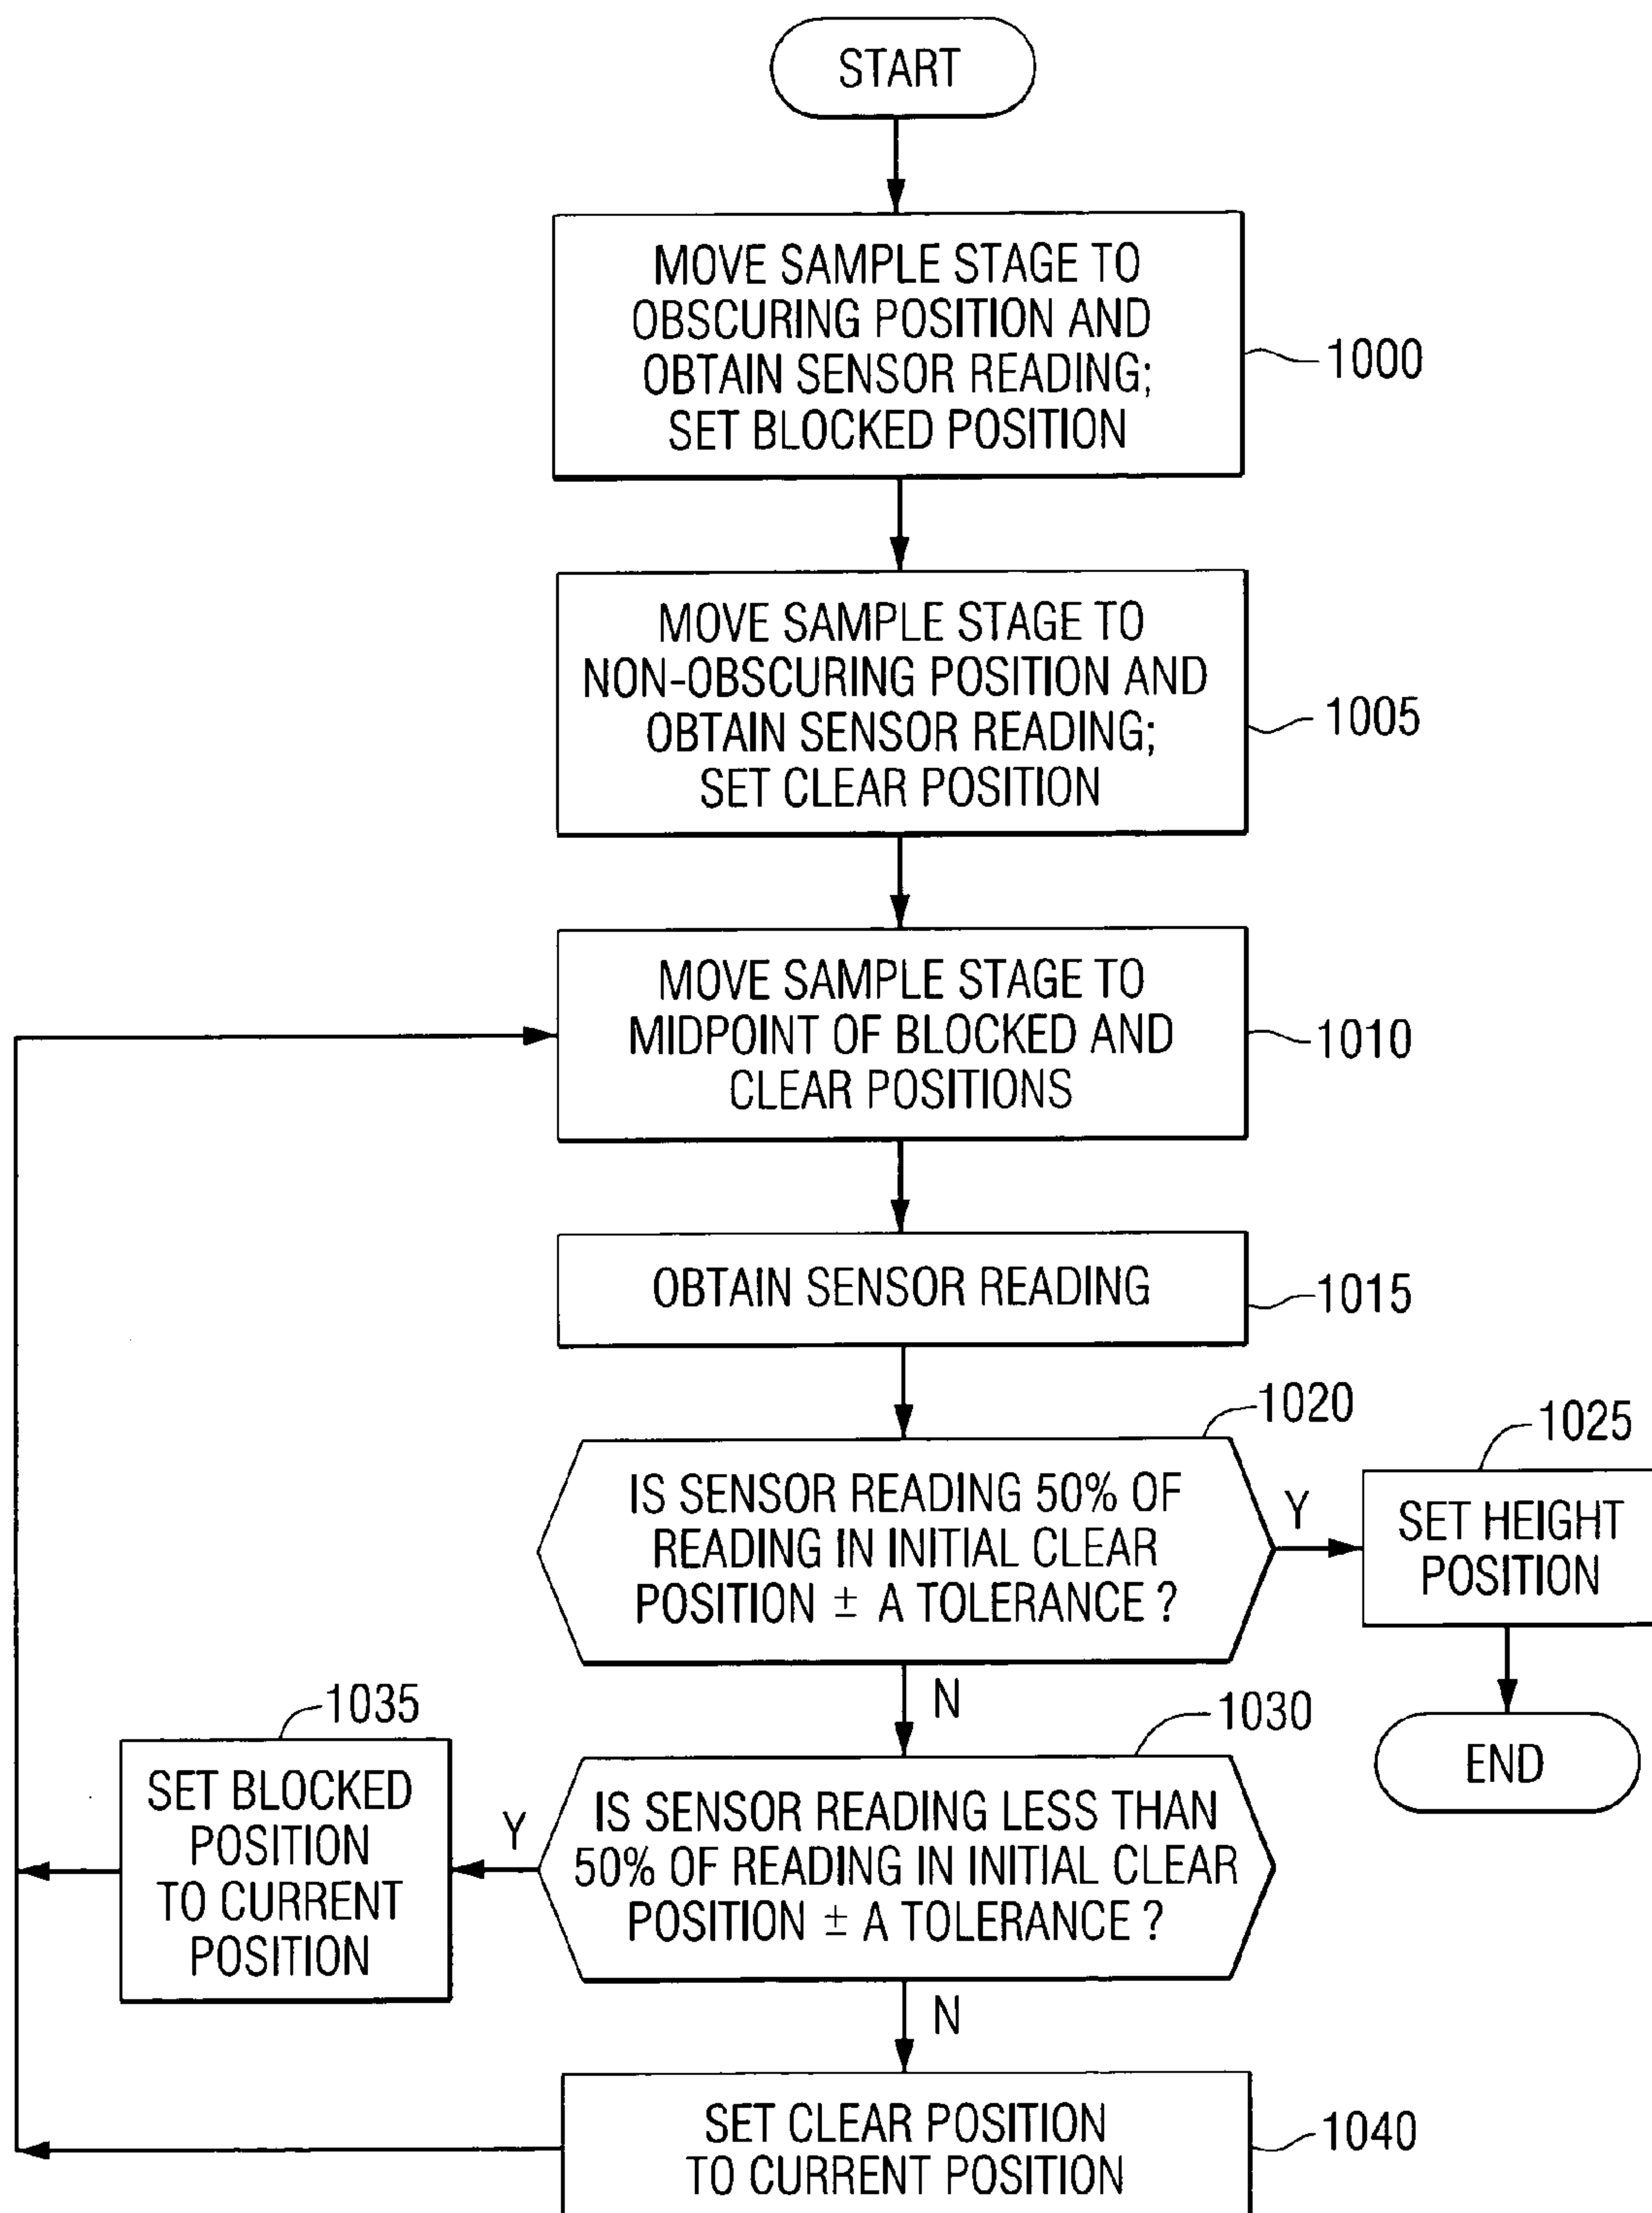 START
MOVE SAMPLE STAGE TO
OBSCURING POSITION AND
OBTAIN SENSOR READING;
SET BLOCKED POSITION
1000
MOVE SAMPLE STAGE TO
NON-OBSCURING POSITION AND
OBTAIN SENSOR READING;
SET CLEAR POSITION
1005
MOVE SAMPLE STAGE TO
MIDPOINT OF BLOCKED AND
CLEAR POSITIONS
1010
OBTAIN SENSOR READING
1015
1020
IS SENSOR READING 50% OF
READING IN INITIAL CLEAR
POSITION ± A TOLERANCE ?
Y
1025
SET HEIGHT
POSITION
END
N
1030
IS SENSOR READING LESS THAN
50% OF READING IN INITIAL CLEAR
POSITION ± A TOLERANCE ?
Y
1035
SET BLOCKED
POSITION
TO CURRENT
POSITION
N
SET CLEAR POSITION
TO CURRENT POSITION
1040